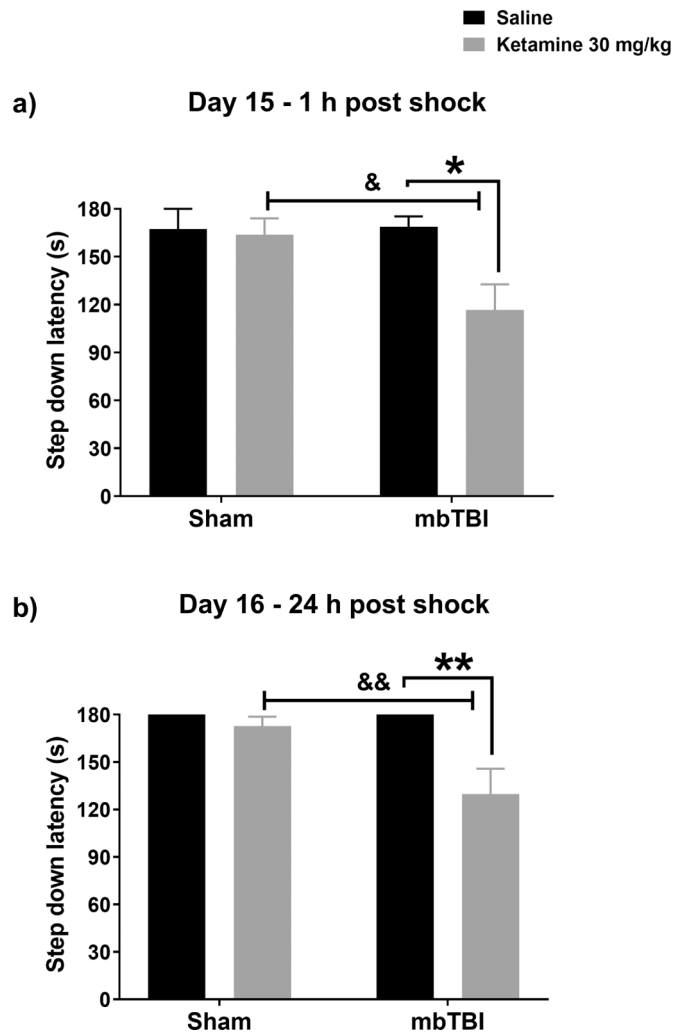 Saline
Ketamine 30 mg/kg
a)
Day 15 - 1 h post shock
*
&
180
150
120
90
60
30
0
Step down latency (s)
Sham
mbTBI
b)
Day 16 - 24 h post shock
**
&&
180
150
120
90
60
30
0
Step down latency (s)
Sham
mbTBI